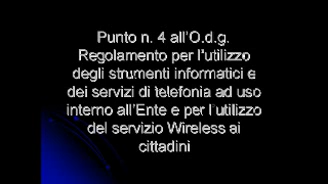 Punto n. 4 all'O.d.g.
Regolamento per l'utilizzo
degli strumenti informatici e
dei servizi di telefonia ad uso
interno all'Ente e per l'utilizzo
del servizio Wireless ai
cittadini